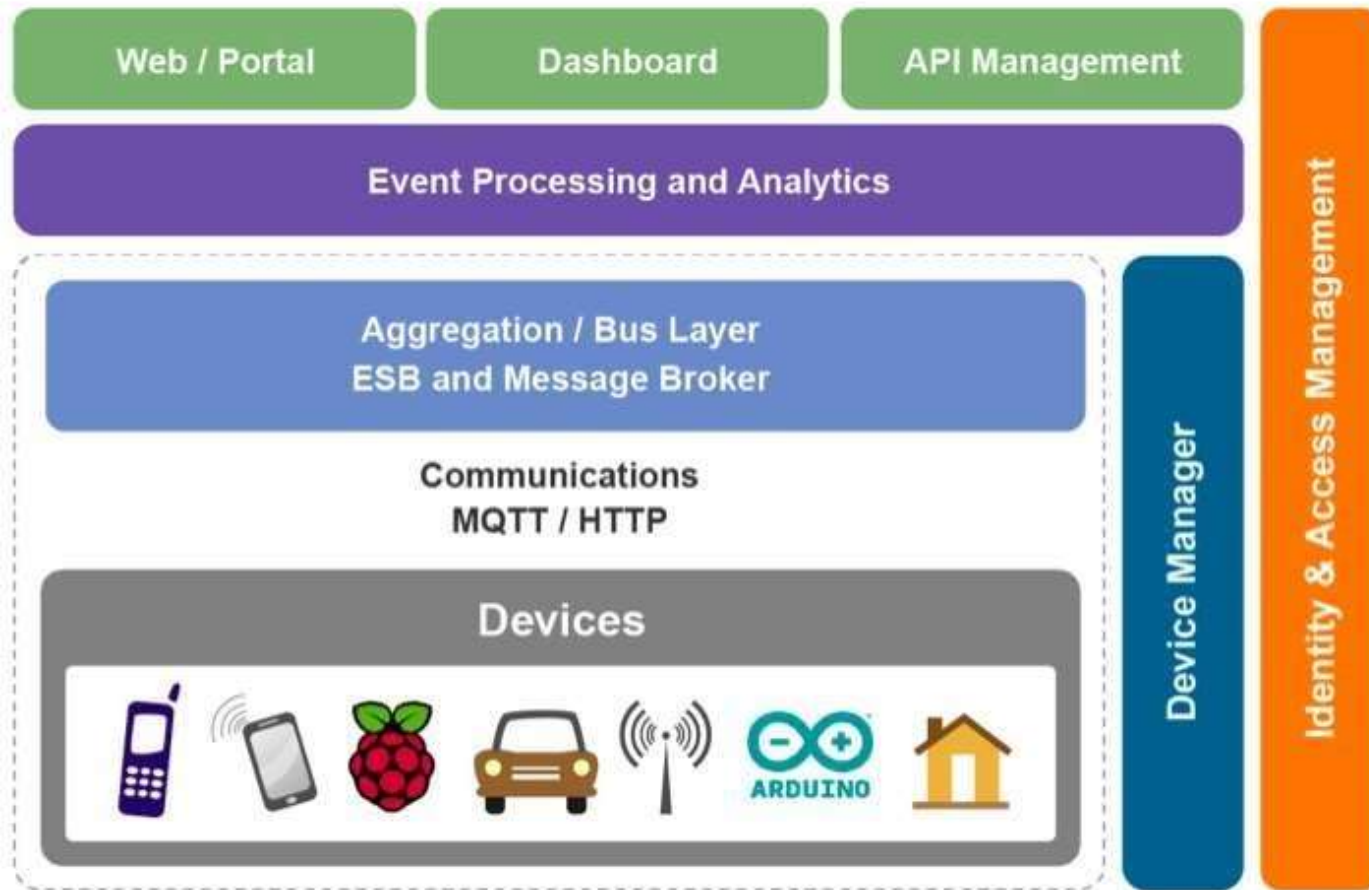 Web / Portal
Dashboard
API Management
Event Processing and Analytics
Aggregation / Bus Layer
ESB and Message Broker
Communications
MQTT / HTTP
Devices
ARDUINO
Device Manager
Identity & Access Management